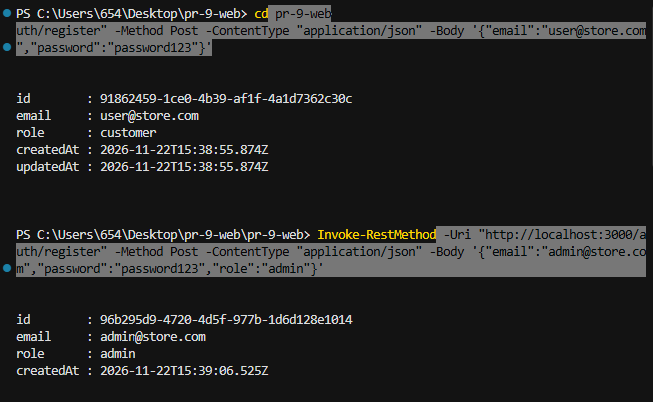 PS C:\Users\654\Desktop\pr-9-web> cd pr-9-web
uth/register" -Method Post -ContentType "application/json" -Body '{"email":"user@store.com
","password":"password123"}'
id        : 91862459-1ce0-4b39-af1f-4a1d7362c30c
email     : user@store.com
role      : customer
createdAt : 2026-11-22T15:38:55.874Z
updatedAt : 2026-11-22T15:38:55.874Z
PS C:\Users\654\Desktop\pr-9-web\pr-9-web> Invoke-RestMethod -Uri "http://localhost:3000/a
uth/register" -Method Post -ContentType "application/json" -Body '{"email":"admin@store.co
m","password":"password123","role":"admin"}'
id        : 96b295d9-4720-4d5f-977b-1d6d128e1014
email     : admin@store.com
role      : admin
createdAt : 2026-11-22T15:39:06.525Z